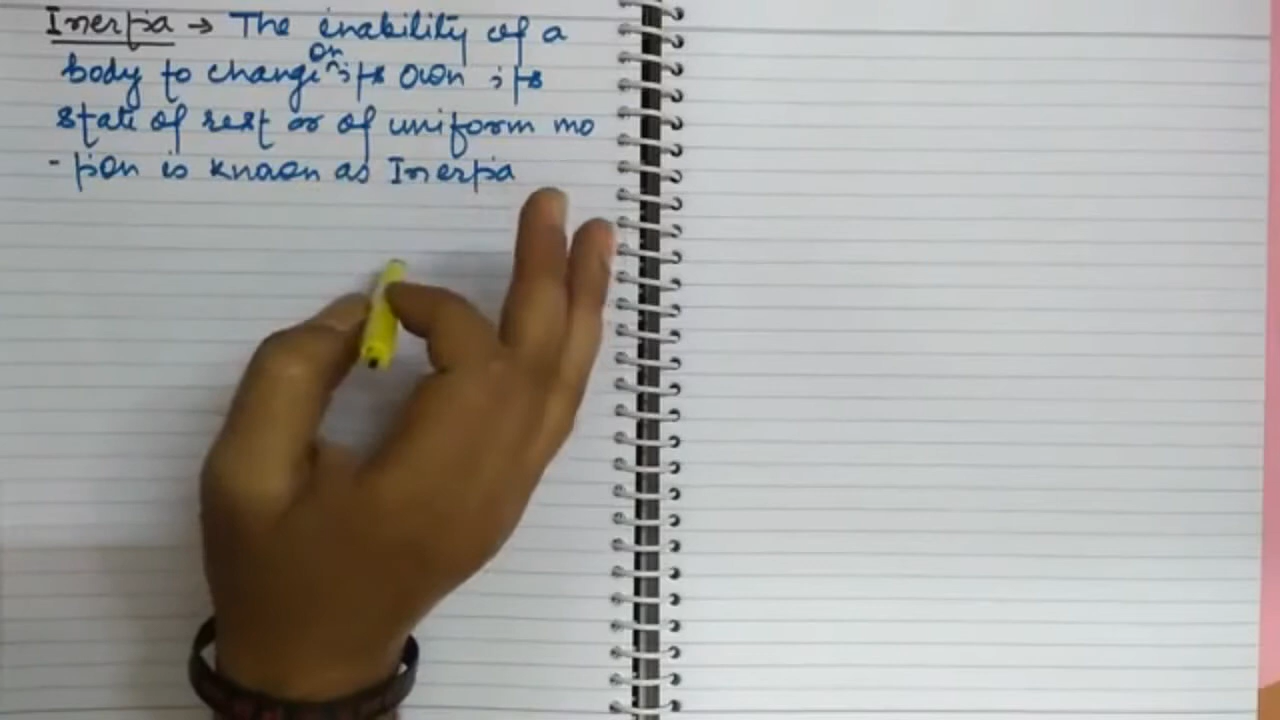 Inertia → The inability of a
body to change on its own its
state of rest or of uniform mo
-tion is known as Inertia